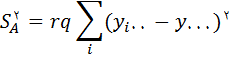 S_A^۲ = rq ∑_i (y_i.. − y...)^۲